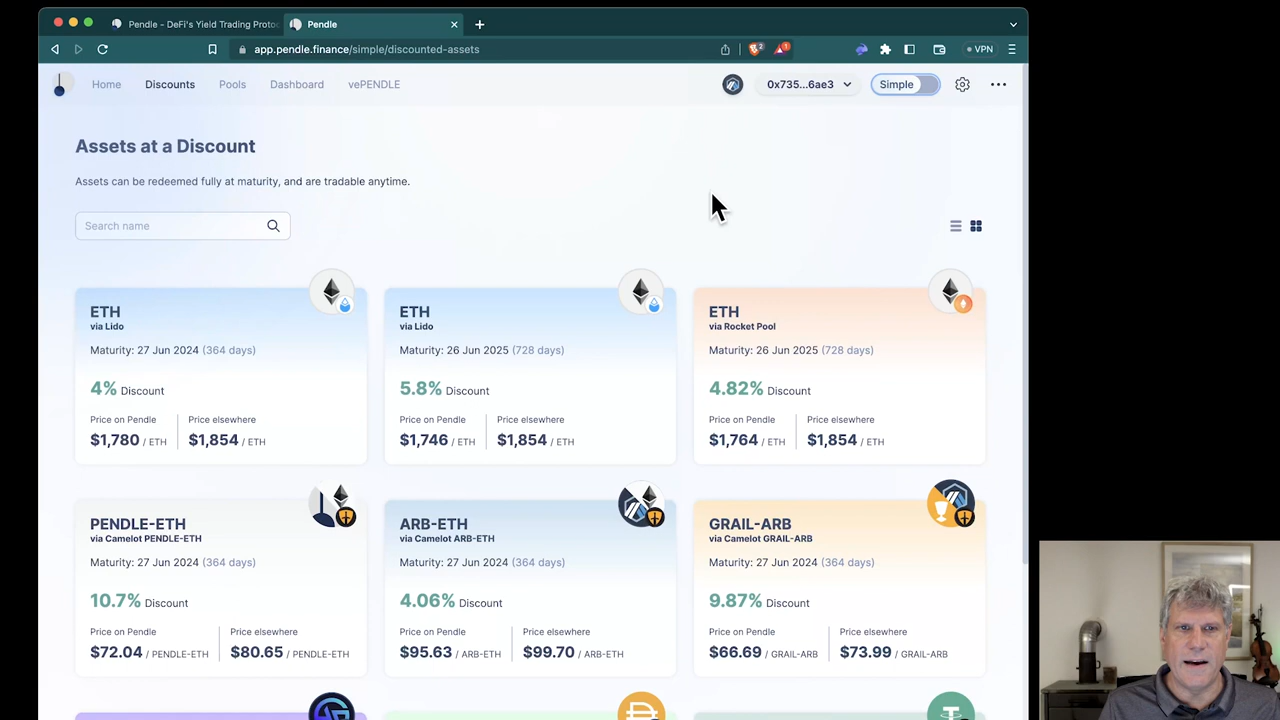 Pendle - DeFi's Yield Trading Protoc
Pendle
app.pendle.finance/simple/discounted-assets
2
1
VPN
Home
Discounts
Pools
Dashboard
vePENDLE
0x735...6ae3
Simple
Assets at a Discount
Assets can be redeemed fully at maturity, and are tradable anytime.
Search name
ETH
via Lido
Maturity: 27 Jun 2024 (364 days)
4% Discount
Price on Pendle
Price elsewhere
$1,780 / ETH
$1,854 / ETH
ETH
via Lido
Maturity: 26 Jun 2025 (728 days)
5.8% Discount
Price on Pendle
Price elsewhere
$1,746 / ETH
$1,854 / ETH
ETH
via Rocket Pool
Maturity: 26 Jun 2025 (728 days)
4.82% Discount
Price on Pendle
Price elsewhere
$1,764 / ETH
$1,854 / ETH
PENDLE-ETH
via Camelot PENDLE-ETH
Maturity: 27 Jun 2024 (364 days)
10.7% Discount
Price on Pendle
Price elsewhere
$72.04 / PENDLE-ETH
$80.65 / PENDLE-ETH
ARB-ETH
via Camelot ARB-ETH
Maturity: 27 Jun 2024 (364 days)
4.06% Discount
Price on Pendle
Price elsewhere
$95.63 / ARB-ETH
$99.70 / ARB-ETH
GRAIL-ARB
via Camelot GRAIL-ARB
Maturity: 27 Jun 2024 (364 days)
9.87% Discount
Price on Pendle
Price elsewhere
$66.69 / GRAIL-ARB
$73.99 / GRAIL-ARB